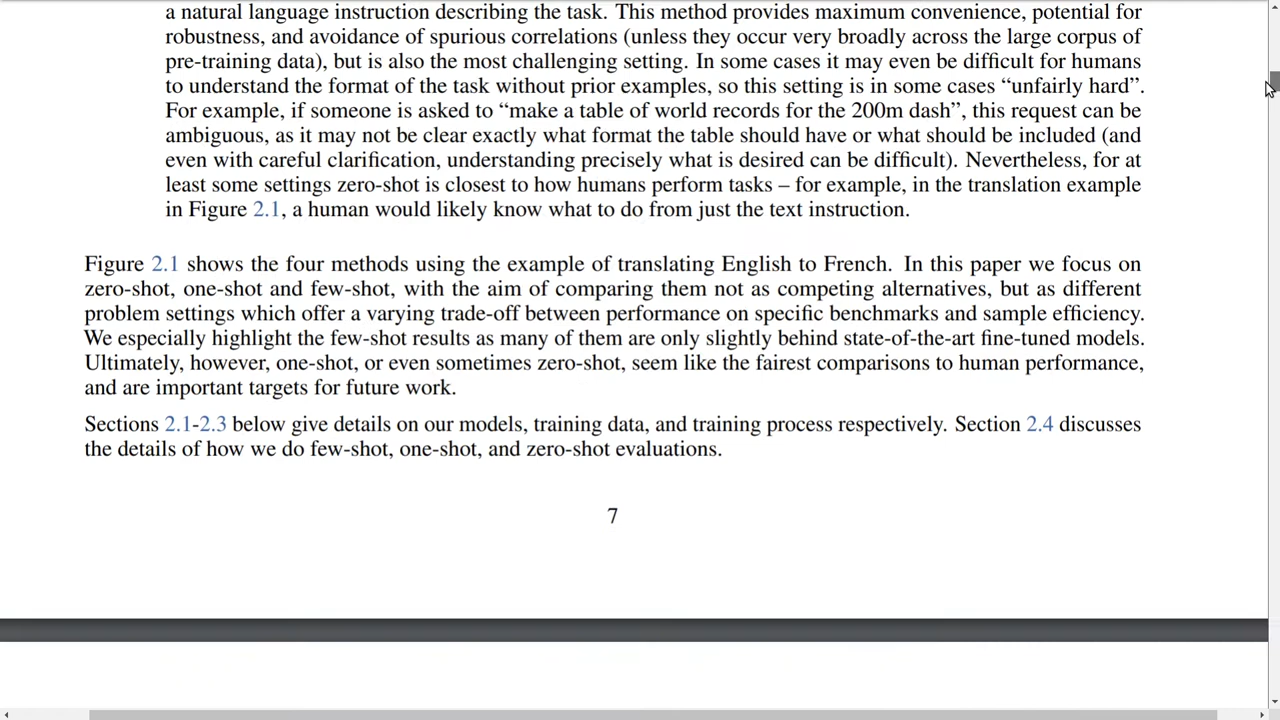 a natural language instruction describing the task. This method provides maximum convenience, potential for
robustness, and avoidance of spurious correlations (unless they occur very broadly across the large corpus of
pre-training data), but is also the most challenging setting. In some cases it may even be difficult for humans
to understand the format of the task without prior examples, so this setting is in some cases “unfairly hard”.
For example, if someone is asked to “make a table of world records for the 200m dash”, this request can be
ambiguous, as it may not be clear exactly what format the table should have or what should be included (and
even with careful clarification, understanding precisely what is desired can be difficult). Nevertheless, for at
least some settings zero-shot is closest to how humans perform tasks – for example, in the translation example
in Figure 2.1, a human would likely know what to do from just the text instruction.
Figure 2.1 shows the four methods using the example of translating English to French. In this paper we focus on
zero-shot, one-shot and few-shot, with the aim of comparing them not as competing alternatives, but as different
problem settings which offer a varying trade-off between performance on specific benchmarks and sample efficiency.
We especially highlight the few-shot results as many of them are only slightly behind state-of-the-art fine-tuned models.
Ultimately, however, one-shot, or even sometimes zero-shot, seem like the fairest comparisons to human performance,
and are important targets for future work.
Sections 2.1-2.3 below give details on our models, training data, and training process respectively. Section 2.4 discusses
the details of how we do few-shot, one-shot, and zero-shot evaluations.
7